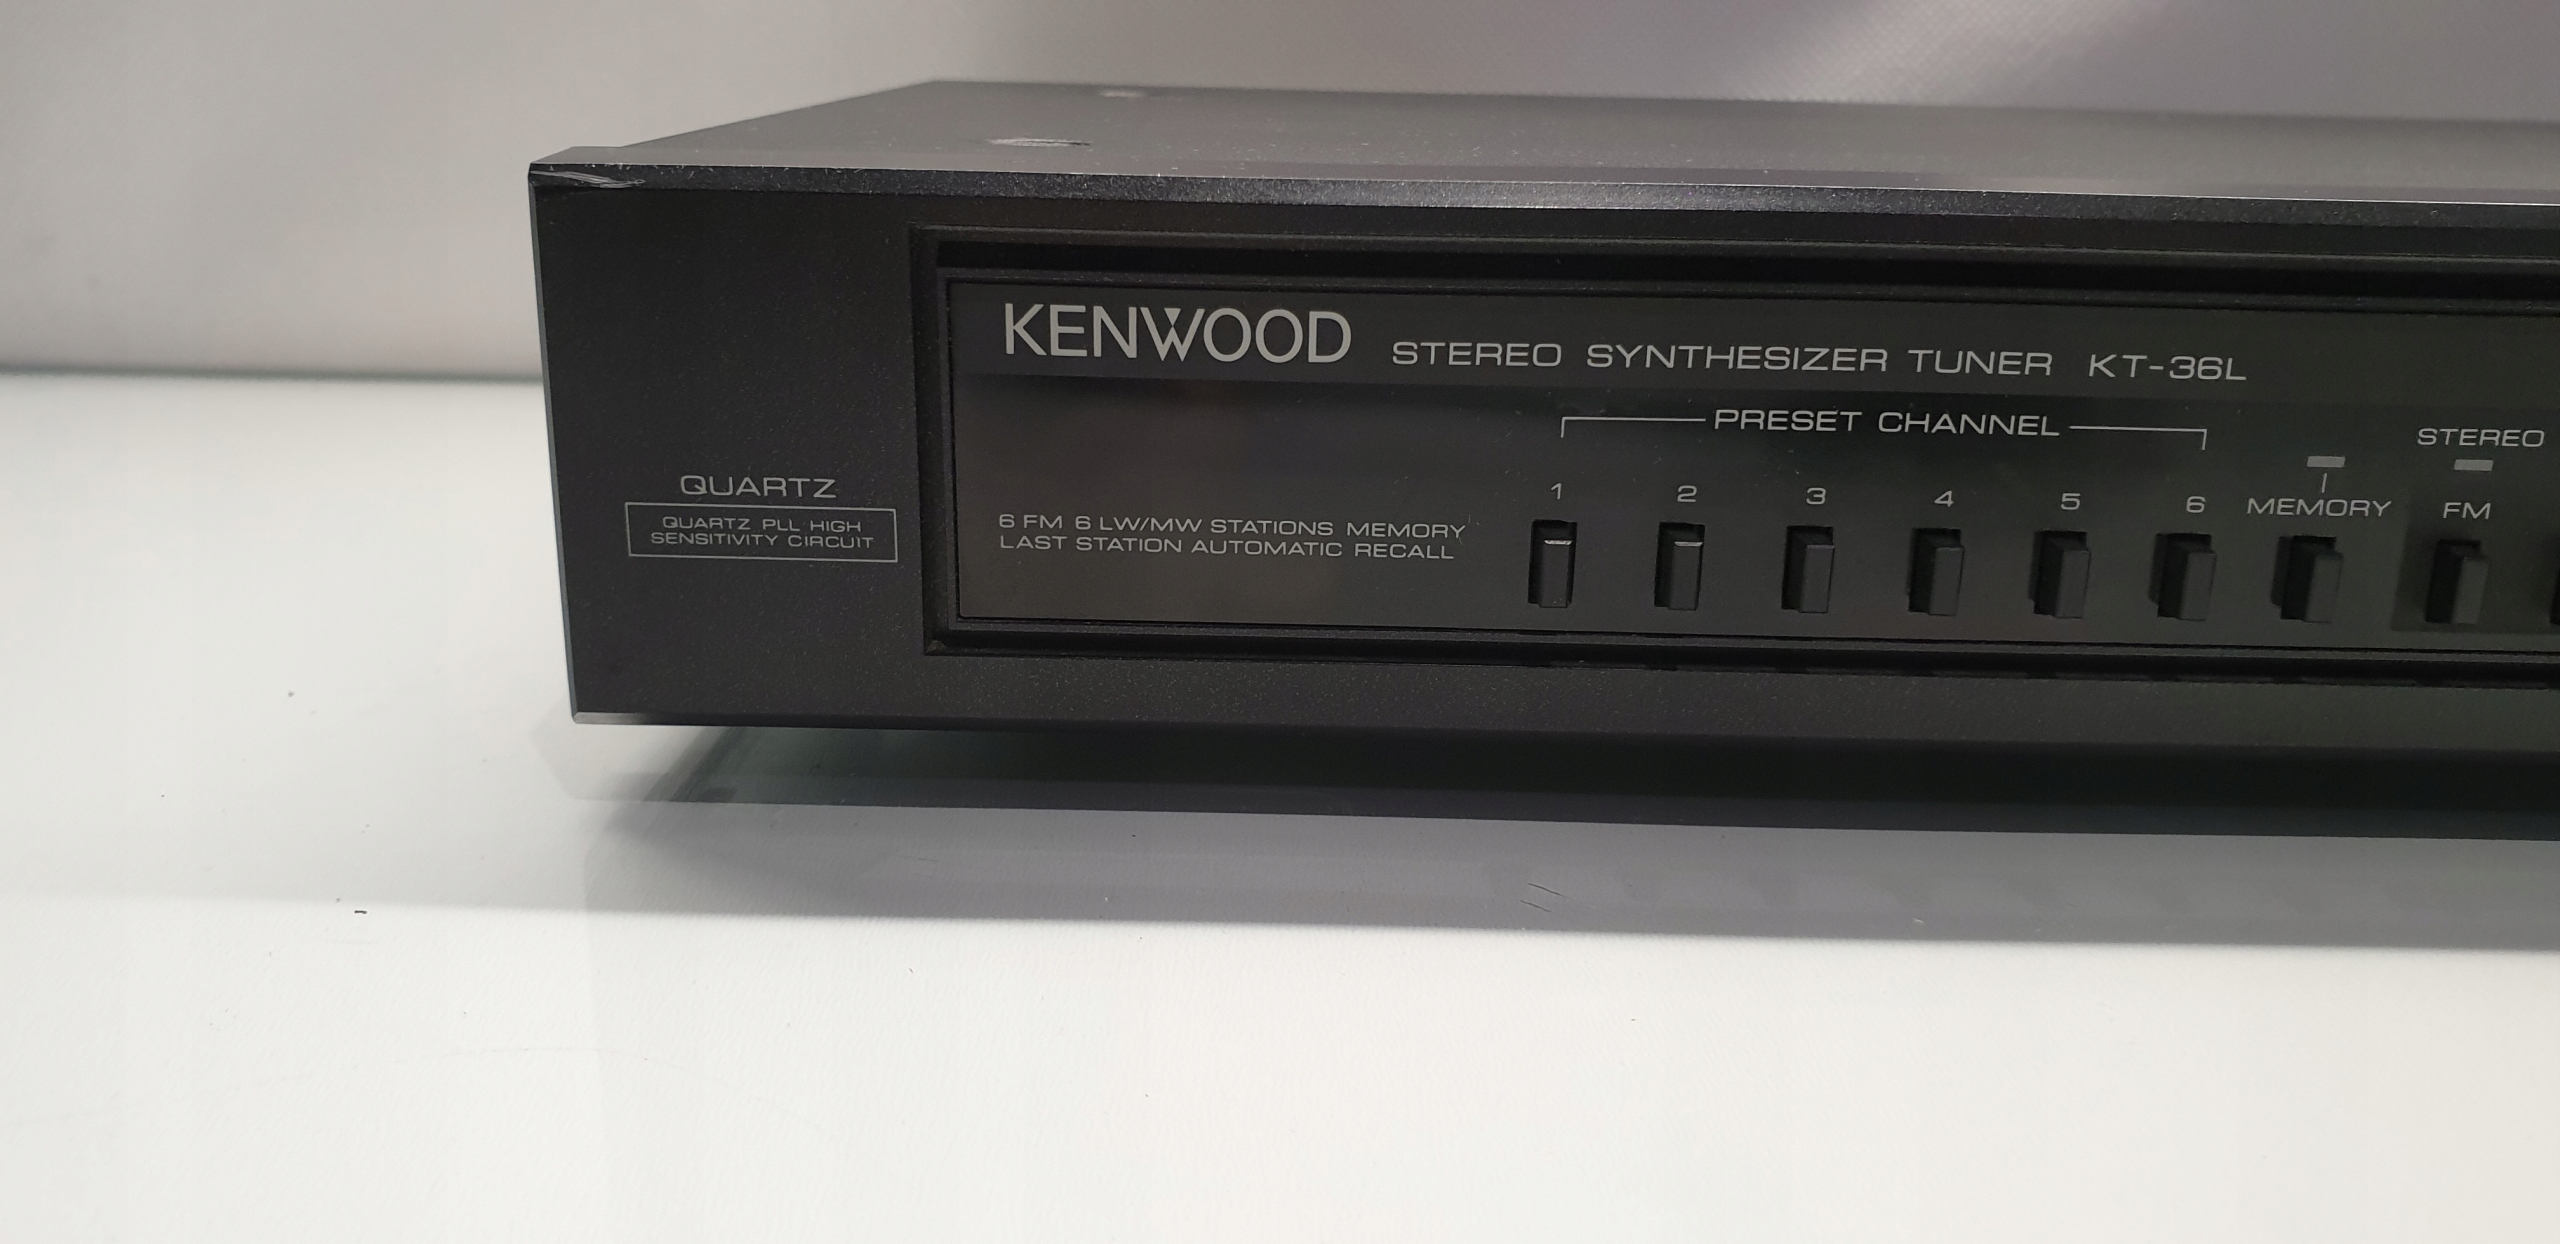 KENWOOD STEREO SYNTHESIZER TUNER KT-36L
PRESET CHANNEL
STEREO
1 2 3 4 5 6 MEMORY FM
QUARTZ
QUARTZ PLL HIGH
SENSITIVITY CIRCUIT
6 FM 6 LW/MW STATIONS MEMORY
LAST STATION AUTOMATIC RECALL